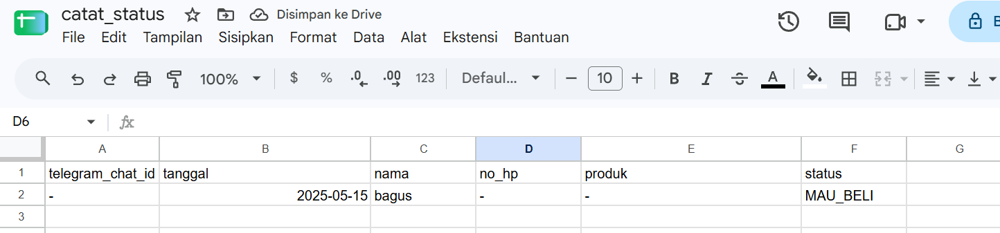 catat_status Disimpan ke Drive
File Edit Tampilan Sisipkan Format Data Alat Ekstensi Bantuan
100% $ % .0 .00 123 Defaul... 10 B I S A
D6 fx
A B C D E F G
1 telegram_chat_id tanggal nama no_hp produk status
2 - 2025-05-15 bagus - - MAU_BELI
3